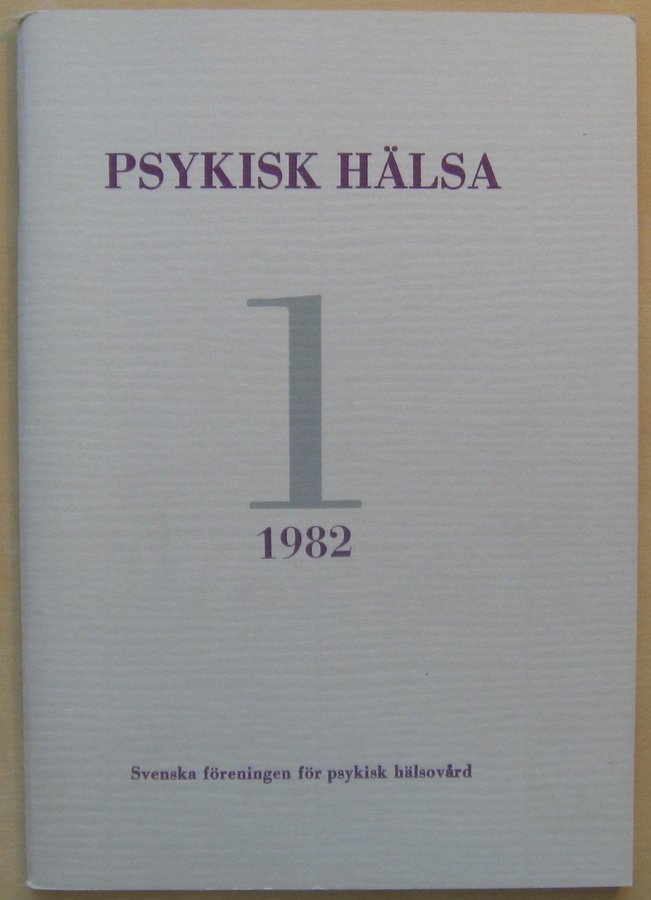 PSYKISK HÄLSA
1
1982
Svenska föreningen för psykisk hälsovård